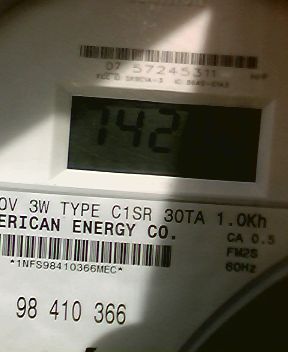 07 57245311
742
0V 3W TYPE C1SR 30TA 1.0Kh
ERICAN ENERGY CO. CA 0.5
FM2S
*1NFS98410366MEC* 60Hz
98 410 366